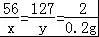 56/x = 127/y = 2/0.2g